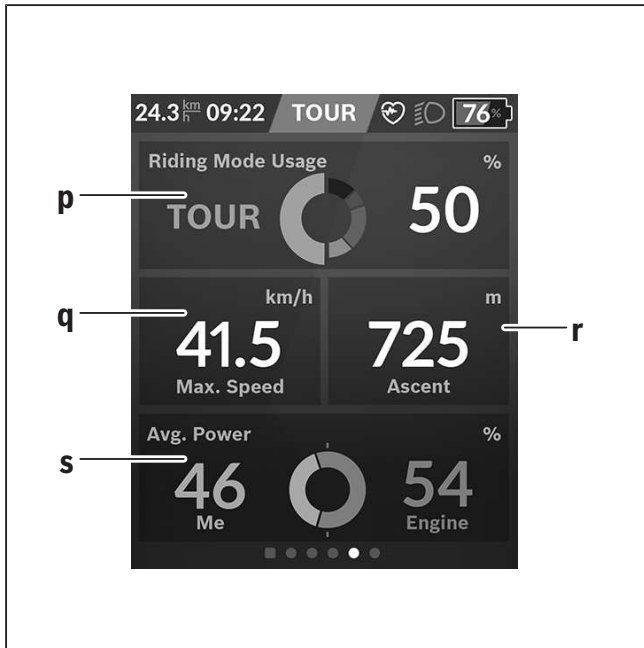 24.3 km/h 09:22 TOUR 76%
Riding Mode Usage %
p
TOUR 50
q
km/h
41.5
Max. Speed
m
725
Ascent
r
Avg. Power %
s
46 54
Me Engine